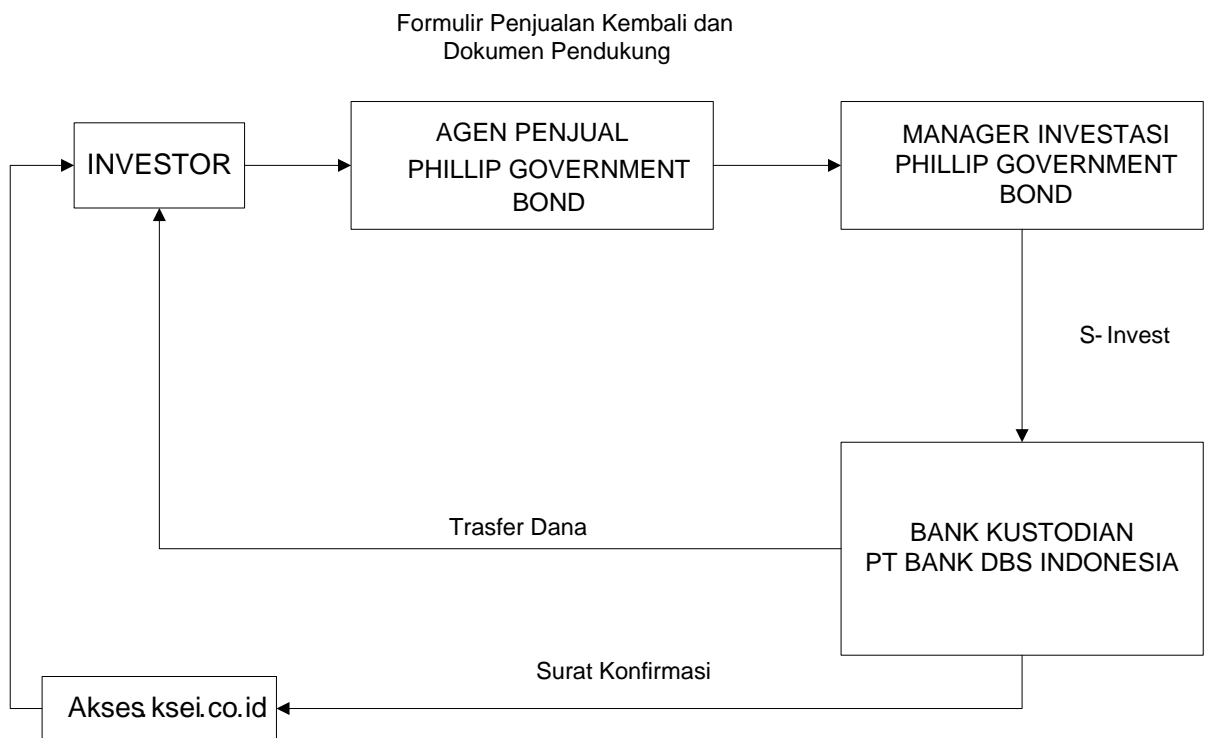 Formulir Penjualan Kembali dan
Dokumen Pendukung
INVESTOR
AGEN PENJUAL
PHILLIP GOVERNMENT
BOND
MANAGER INVESTASI
PHILLIP GOVERNMENT
BOND
S- Invest
Trasfer Dana
BANK KUSTODIAN
PT BANK DBS INDONESIA
Surat Konfirmasi
Akses.ksei.co.id